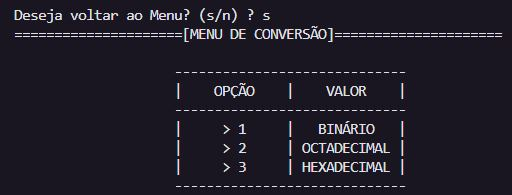 Deseja voltar ao Menu? (s/n) ? s
=====================[MENU DE CONVERSÃO]=====================
-----------------------------
|    OPÇÃO    |    VALOR    |
-----------------------------
|     > 1     |   BINÁRIO   |
|     > 2     | OCTADECIMAL |
|     > 3     | HEXADECIMAL |
-----------------------------